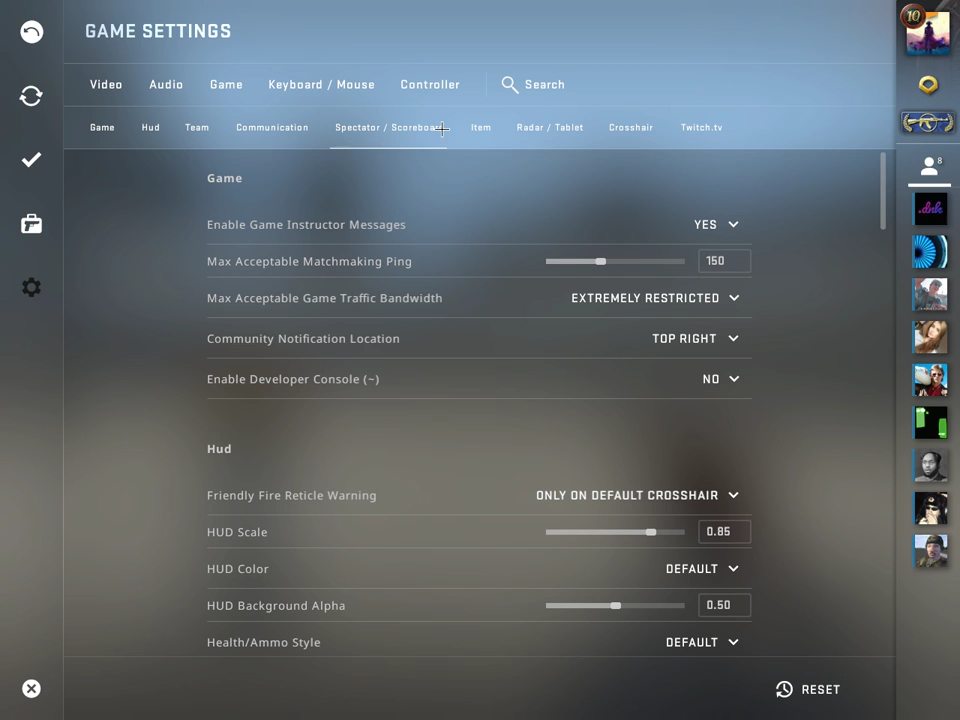 GAME SETTINGS
Video Audio Game Keyboard / Mouse Controller Search
Game Hud Team Communication Spectator / Scoreboard Item Radar / Tablet Crosshair Twitch.tv
Game
Enable Game Instructor Messages YES
Max Acceptable Matchmaking Ping 150
Max Acceptable Game Traffic Bandwidth EXTREMELY RESTRICTED
Community Notification Location TOP RIGHT
Enable Developer Console (~) NO
Hud
Friendly Fire Reticle Warning ONLY ON DEFAULT CROSSHAIR
HUD Scale 0.85
HUD Color DEFAULT
HUD Background Alpha 0.50
Health/Ammo Style DEFAULT
RESET
10
8
.dnk